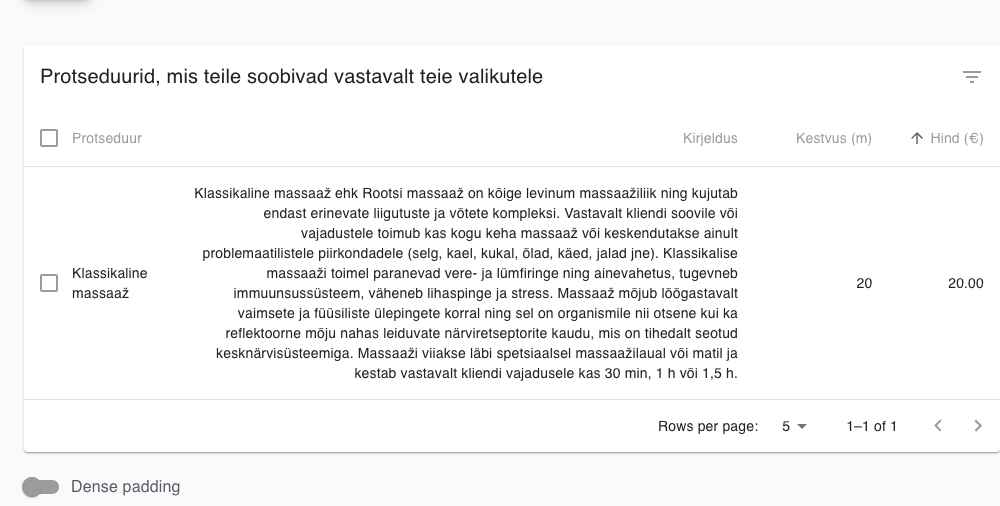 Protseduurid, mis teile soobivad vastavalt teie valikutele
Protseduur Kirjeldus Kestvus (m) Hind (€)
Klassikaline massaaž ehk Rootsi massaaž on kõige levinum massaažiliik ning kujutab
endast erinevate liigutuste ja võtete kompleksi. Vastavalt kliendi soovile või
vajadustele toimub kas kogu keha massaaž või keskendutakse ainult
problemaatilistele piirkondadele (selg, kael, kukal, õlad, käed, jalad jne). Klassikalise
massaaži toimel paranevad vere- ja lümfiringe ning ainevahetus, tugevneb
immuunsussüsteem, väheneb lihaspinge ja stress. Massaaž mõjub lõõgastavalt
vaimsete ja füüsiliste ülepingete korral ning sel on organismile nii otsene kui ka
reflektoorne mõju nahas leiduvate närviretseptorite kaudu, mis on tihedalt seotud
kesknärvisüsteemiga. Massaaži viiakse läbi spetsiaalsel massaažilaual või matil ja
kestab vastavalt kliendi vajadusele kas 30 min, 1 h või 1,5 h.
Klassikaline
massaaž
20 20.00
Rows per page: 5 1–1 of 1
Dense padding